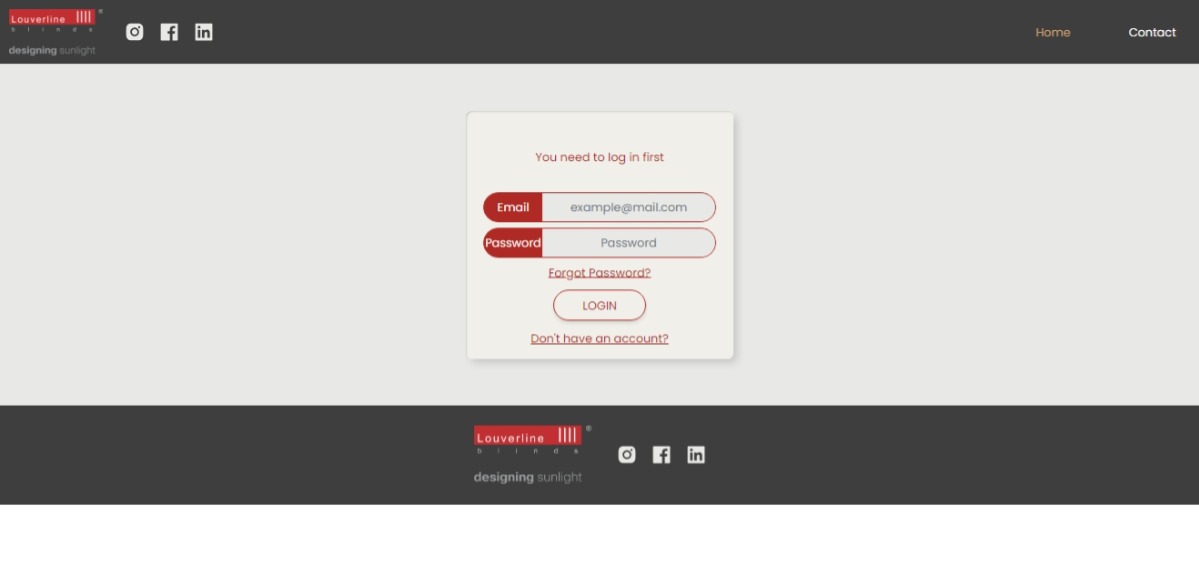 Louverline ®
blinds
designing sunlight
Home
Contact
You need to log in first
Email example@mail.com
Password Password
Forgot Password?
LOGIN
Don't have an account?
Louverline ®
blinds
designing sunlight